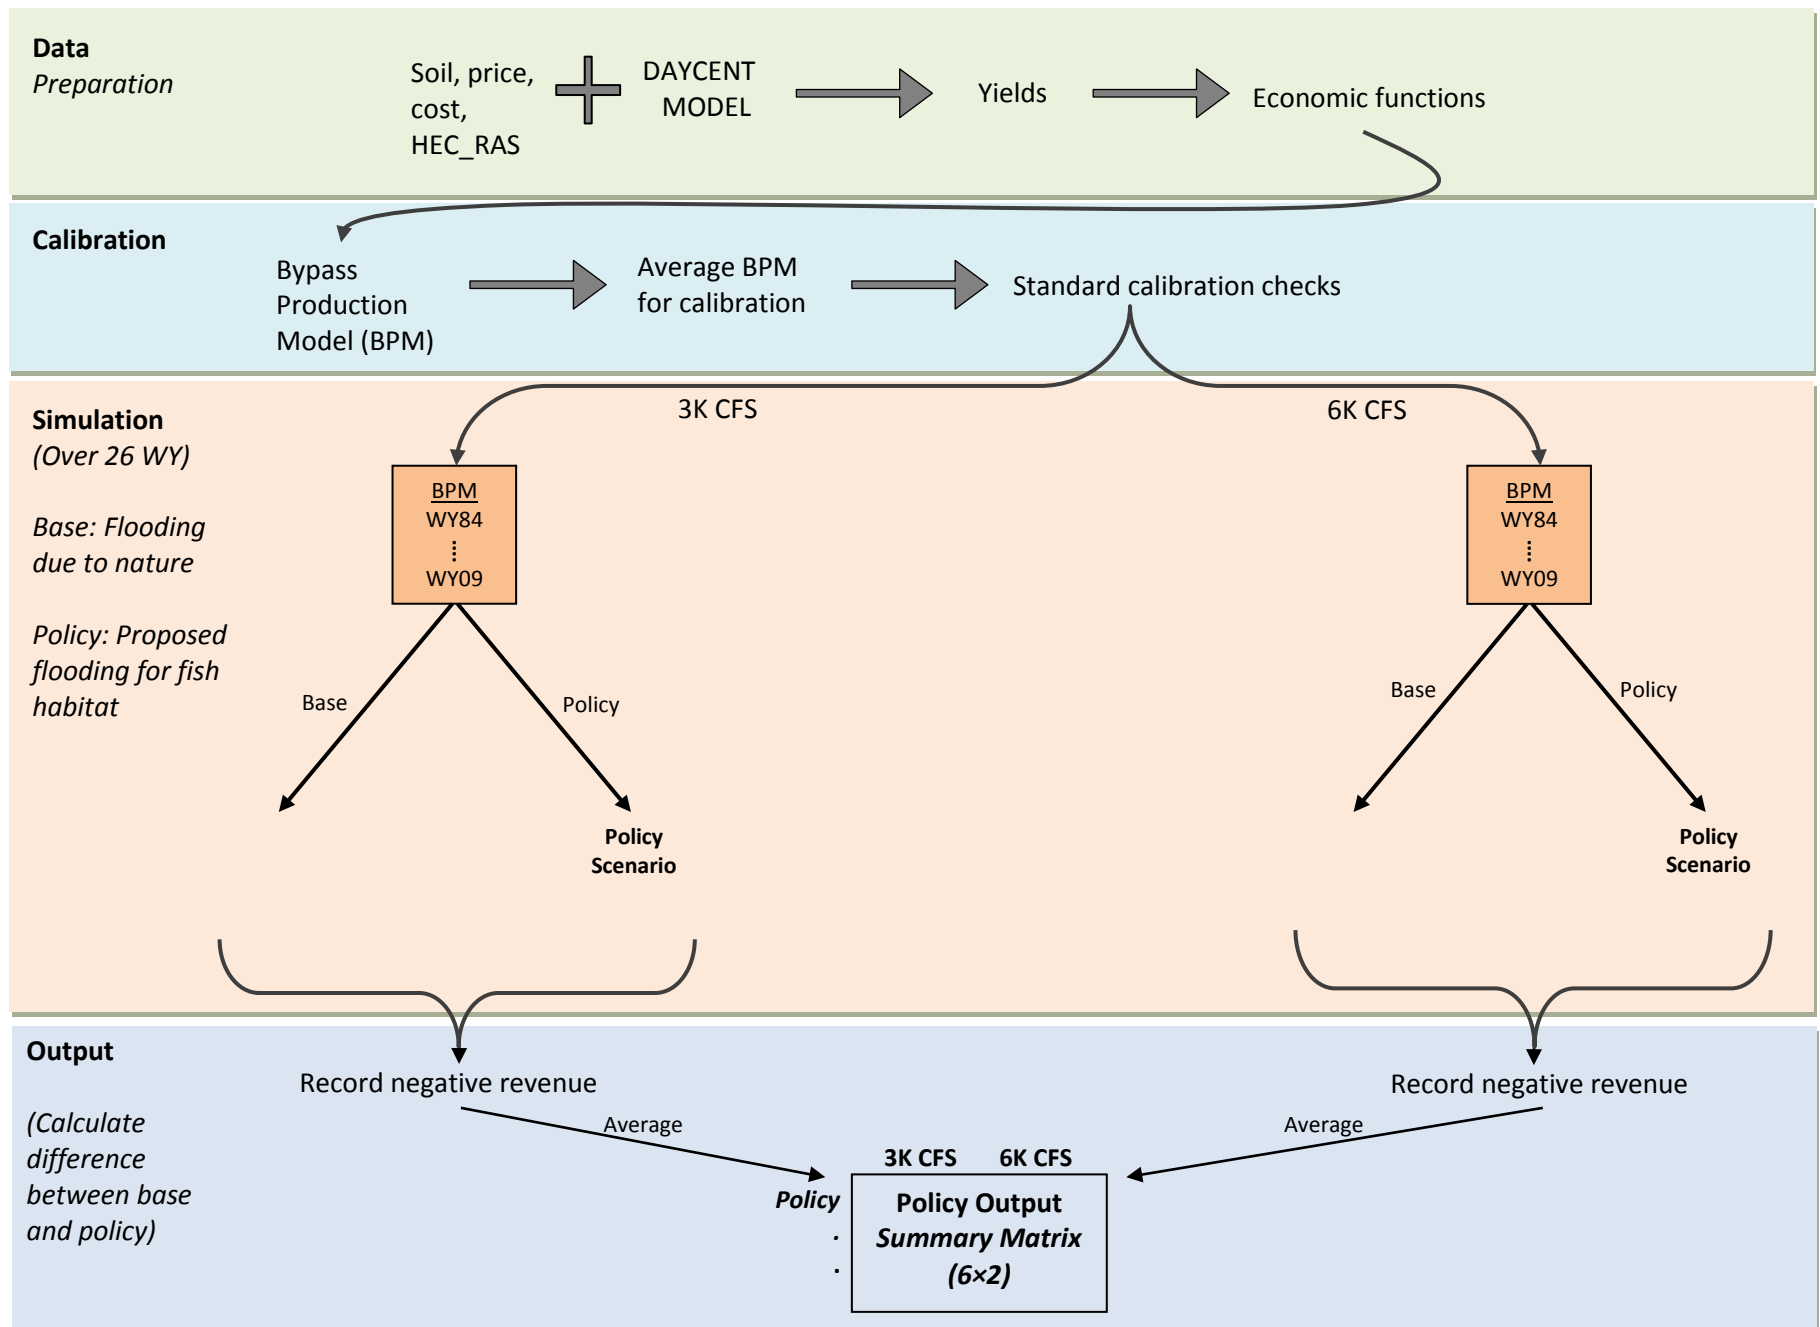 Data
Preparation
Soil, price,
cost,
HEC_RAS
DAYCENT
MODEL
Yields
Economic functions
Calibration
Bypass
Production
Model (BPM)
Average BPM
for calibration
Standard calibration checks
Simulation
(Over 26 WY)
Base: Flooding
due to nature
Policy: Proposed
flooding for fish
habitat
3K CFS
6K CFS
BPM
WY84
WY09
BPM
WY84
WY09
Base
Policy
Base
Policy
Policy
Scenario
Policy
Scenario
Output
(Calculate
difference
between base
and policy)
Record negative revenue
Record negative revenue
Average
Average
3K CFS 6K CFS
Policy
.
.
Policy Output
Summary Matrix
(6×2)